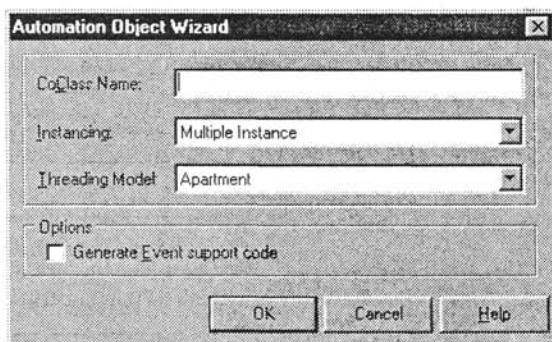 Automation Object Wizard
CoClass Name:
Instancing: Multiple Instance
Threading Model: Apartment
Options
Generate Event support code
OK Cancel Help